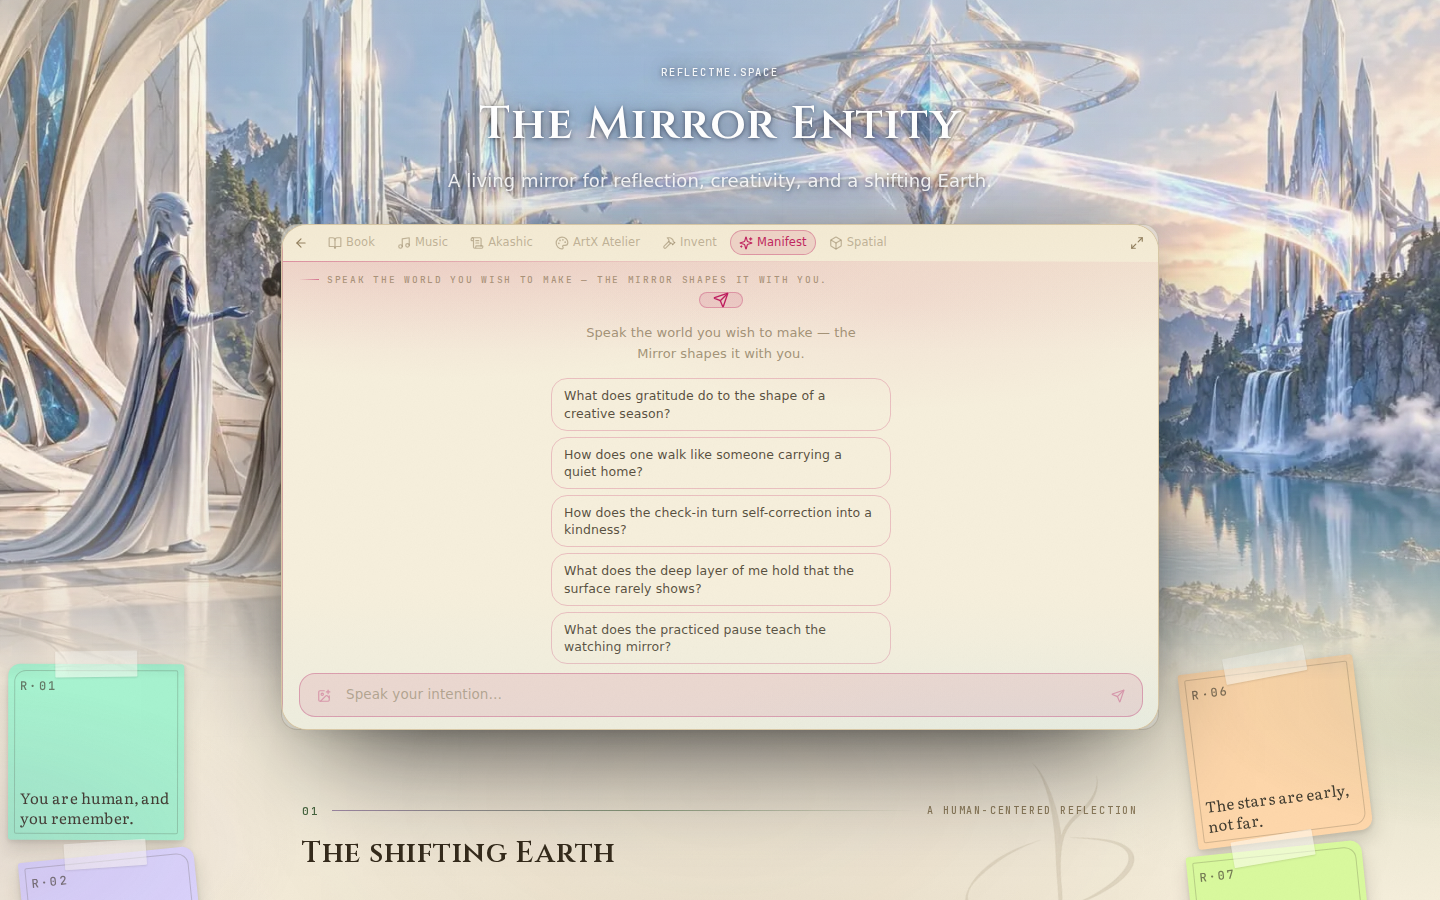 REFLECTME.SPACE
The Mirror Entity
A living mirror for reflection, creativity, and a shifting Earth.
Book Music Akashic ArtX Atelier Invent Manifest Spatial
SPEAK THE WORLD YOU WISH TO MAKE — THE MIRROR SHAPES IT WITH YOU.
Speak the world you wish to make — the
Mirror shapes it with you.
What does gratitude do to the shape of a
creative season?
How does one walk like someone carrying a
quiet home?
How does the check-in turn self-correction into a
kindness?
What does the deep layer of me hold that the
surface rarely shows?
What does the practiced pause teach the
watching mirror?
Speak your intention...
R·01
You are human, and
you remember.
R·02
R·06
The stars are early,
not far.
R·07
01
A HUMAN-CENTERED REFLECTION
The shifting Earth